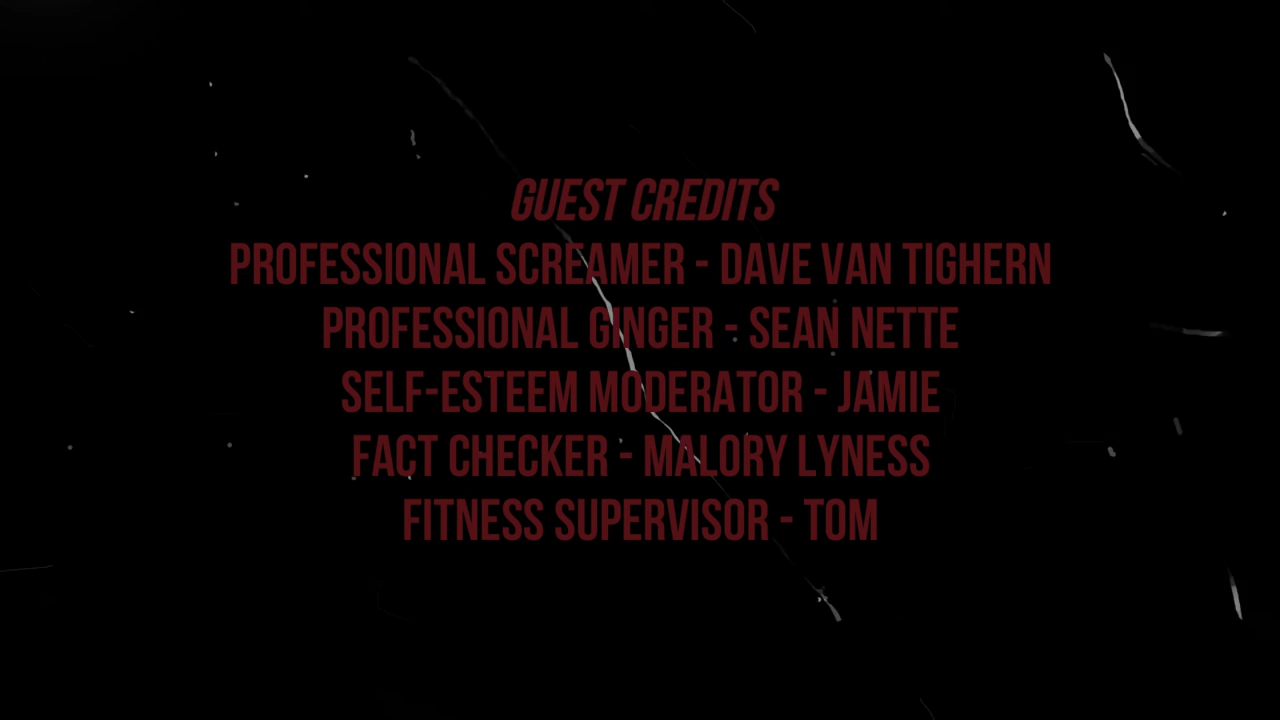 GUEST CREDITS
PROFESSIONAL SCREAMER - DAVE VAN TIGHERN
PROFESSIONAL GINGER - SEAN NETTE
SELF-ESTEEM MODERATOR - JAMIE
FACT CHECKER - MALORY LYNESS
FITNESS SUPERVISOR - TOM